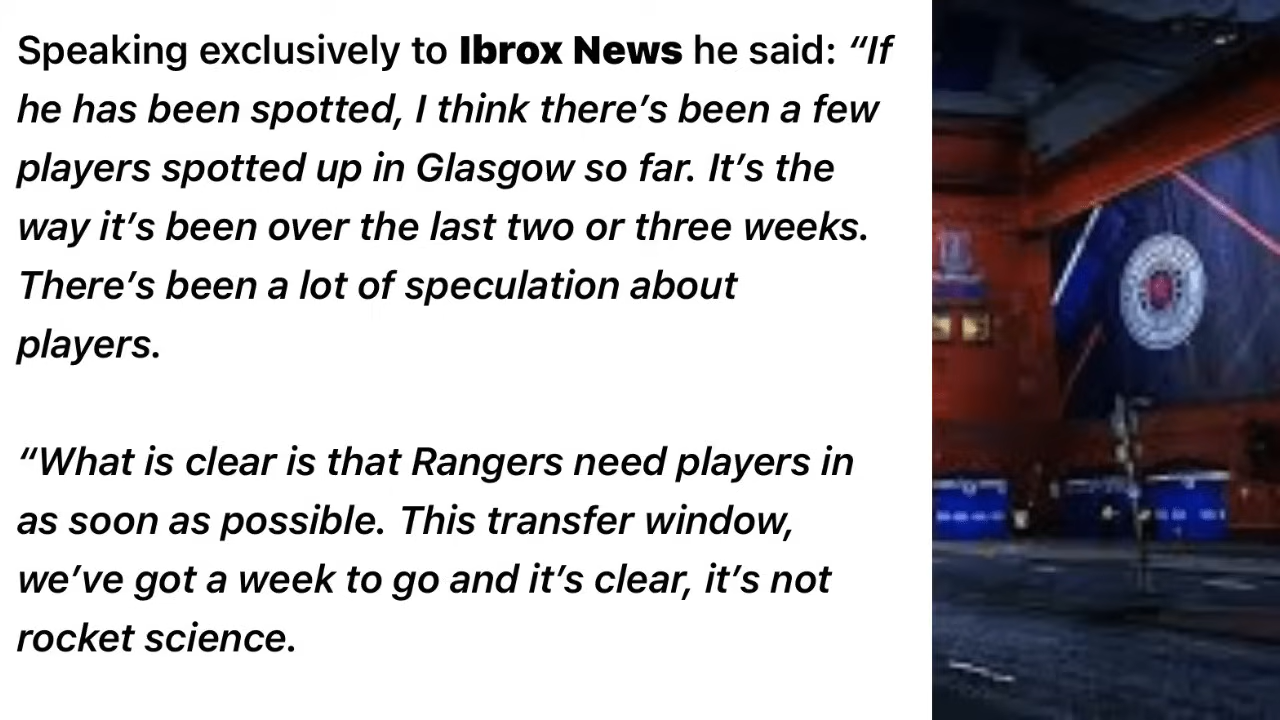 Speaking exclusively to Ibrox News he said: “If
he has been spotted, I think there’s been a few
players spotted up in Glasgow so far. It’s the
way it’s been over the last two or three weeks.
There’s been a lot of speculation about
players.
“What is clear is that Rangers need players in
as soon as possible. This transfer window,
we’ve got a week to go and it’s clear, it’s not
rocket science.